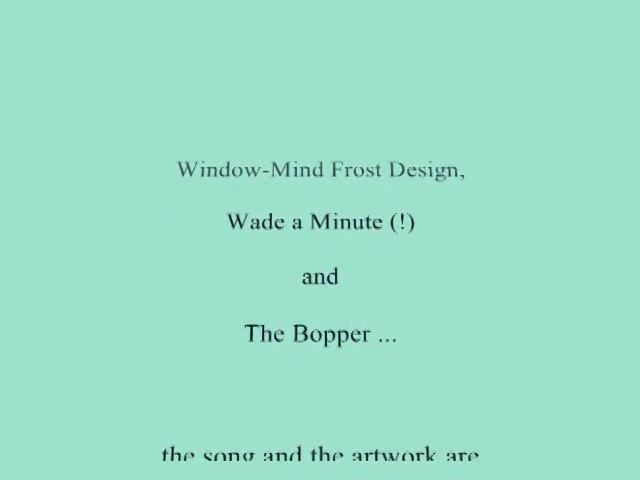 Window-Mind Frost Design,
Wade a Minute (!)
and
The Bopper ...
the song and the artwork are